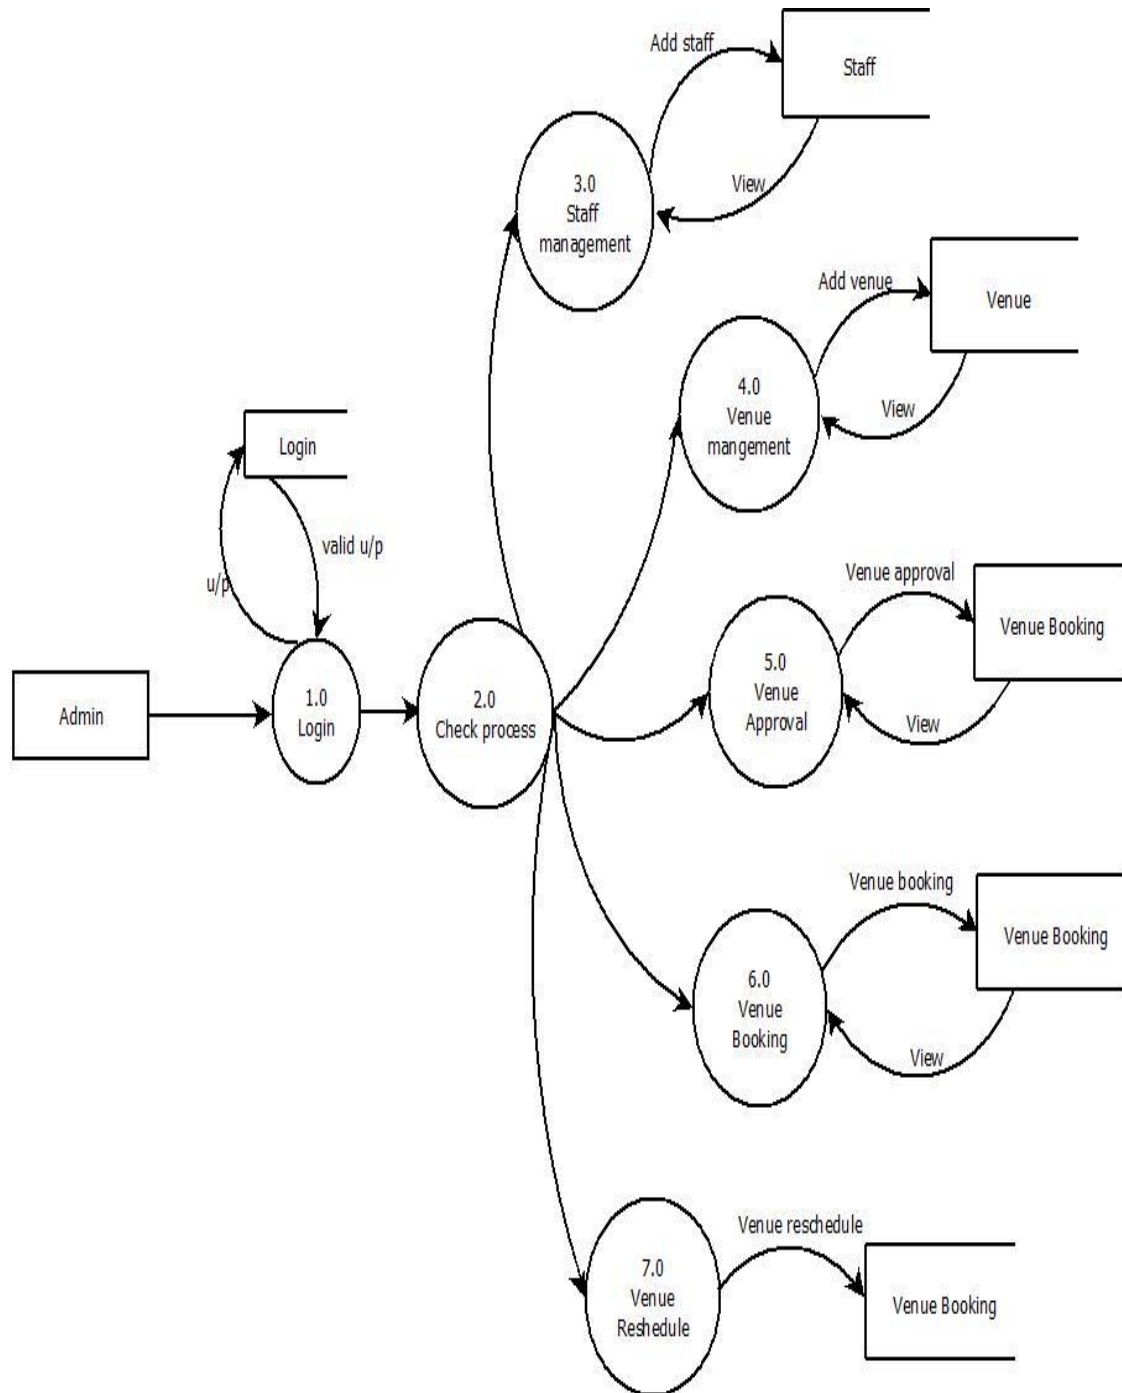 Add staff
Staff
3.0
Staff
management
View
Add venue
Venue
4.0
Venue
mangement
View
Login
valid u/p
u/p
Venue approval
Venue Booking
5.0
Venue
Approval
View
Admin
1.0
Login
2.0
Check process
Venue booking
Venue Booking
6.0
Venue
Booking
View
Venue reschedule
7.0
Venue
Reshedule
Venue Booking